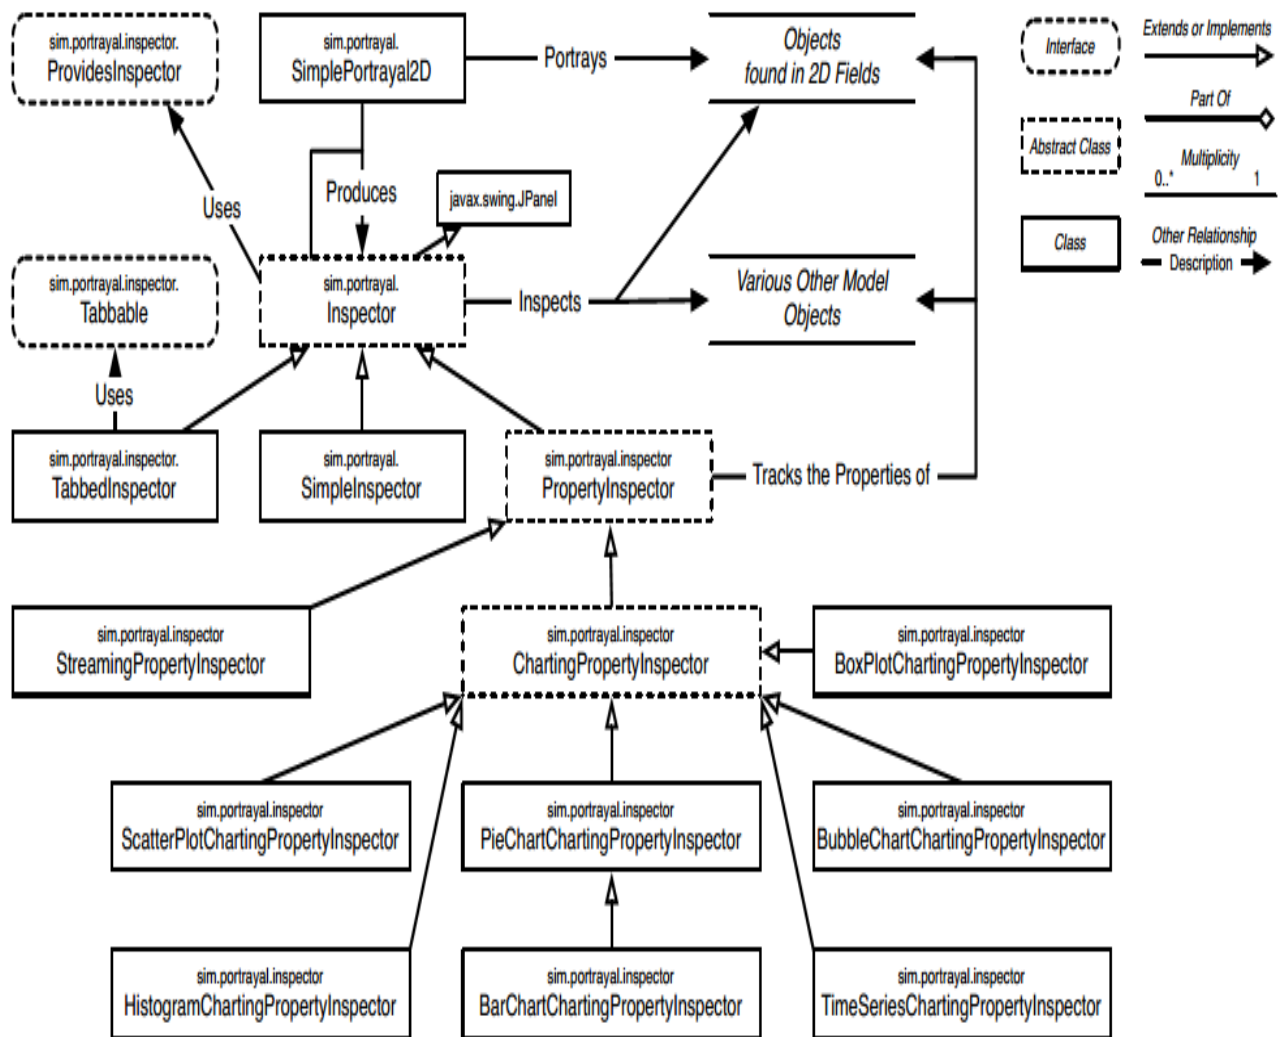 sim.portrayal.inspector.
ProvidesInspector
sim.portrayal.
SimplePortrayal2D
Portrays
Objects
found in 2D Fields
Interface
Extends or Implements
Part Of
Abstract Class
Multiplicity
0..* 1
Class
Other Relationship
Description
Uses
Produces
javax.swing.JPanel
sim.portrayal.inspector.
Tabbable
sim.portrayal.
Inspector
Inspects
Various Other Model
Objects
Uses
sim.portrayal.inspector.
TabbedInspector
sim.portrayal.
SimpleInspector
sim.portrayal.inspector
PropertyInspector
Tracks the Properties of
sim.portrayal.inspector
StreamingPropertyInspector
sim.portrayal.inspector
ChartingPropertyInspector
sim.portrayal.inspector
BoxPlotChartingPropertyInspector
sim.portrayal.inspector
ScatterPlotChartingPropertyInspector
sim.portrayal.inspector
PieChartChartingPropertyInspector
sim.portrayal.inspector
BubbleChartChartingPropertyInspector
sim.portrayal.inspector
HistogramChartingPropertyInspector
sim.portrayal.inspector
BarChartChartingPropertyInspector
sim.portrayal.inspector
TimeSeriesChartingPropertyInspector